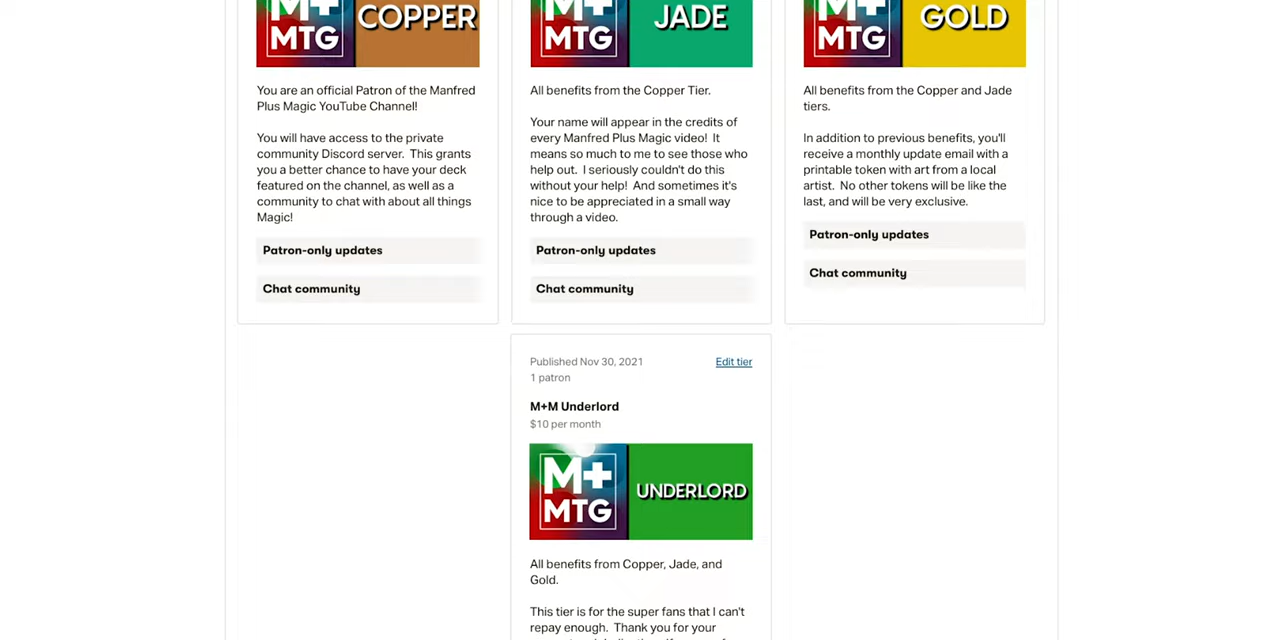 M+
MTG
COPPER
You are an official Patron of the Manfred
Plus Magic YouTube Channel!
You will have access to the private
community Discord server.  This grants
you a better chance to have your deck
featured on the channel, as well as a
community to chat with about all things
Magic!
Patron-only updates
Chat community
M+
MTG
JADE
All benefits from the Copper Tier.
Your name will appear in the credits of
every Manfred Plus Magic video!  It
means so much to me to see those who
help out.  I seriously couldn't do this
without your help!  And sometimes it's
nice to be appreciated in a small way
through a video.
Patron-only updates
Chat community
M+
MTG
GOLD
All benefits from the Copper and Jade
tiers.
In addition to previous benefits, you'll
receive a monthly update email with a
printable token with art from a local
artist.  No other tokens will be like the
last, and will be very exclusive.
Patron-only updates
Chat community
Published Nov 30, 2021
Edit tier
1 patron
M+M Underlord
$10 per month
M+
MTG
UNDERLORD
All benefits from Copper, Jade, and
Gold.
This tier is for the super fans that I can't
repay enough.  Thank you for your